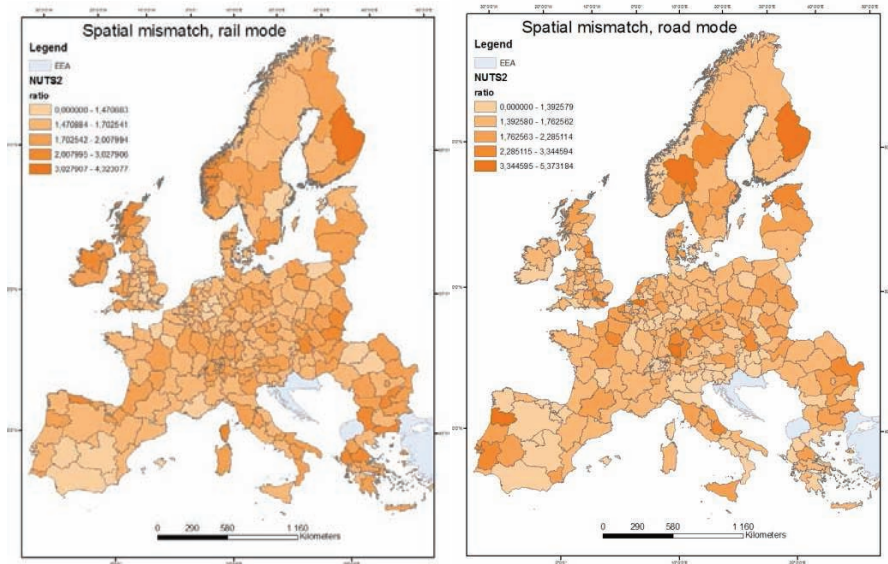 Spatial mismatch, rail mode
Legend
EEA
NUTS2
ratio
0,000000 - 1,470883
1,470884 - 1,702541
1,702542 - 2,007994
2,007995 - 3,027906
3,027907 - 4,323077
0 290 580 1.160
Kilometers
Spatial mismatch, road mode
Legend
EEA
NUTS2
ratio
0,000000 - 1,392579
1,392580 - 1,762562
1,762563 - 2,285114
2,285115 - 3,344594
3,344595 - 5,373184
0 290 580 1.160
Kilometers